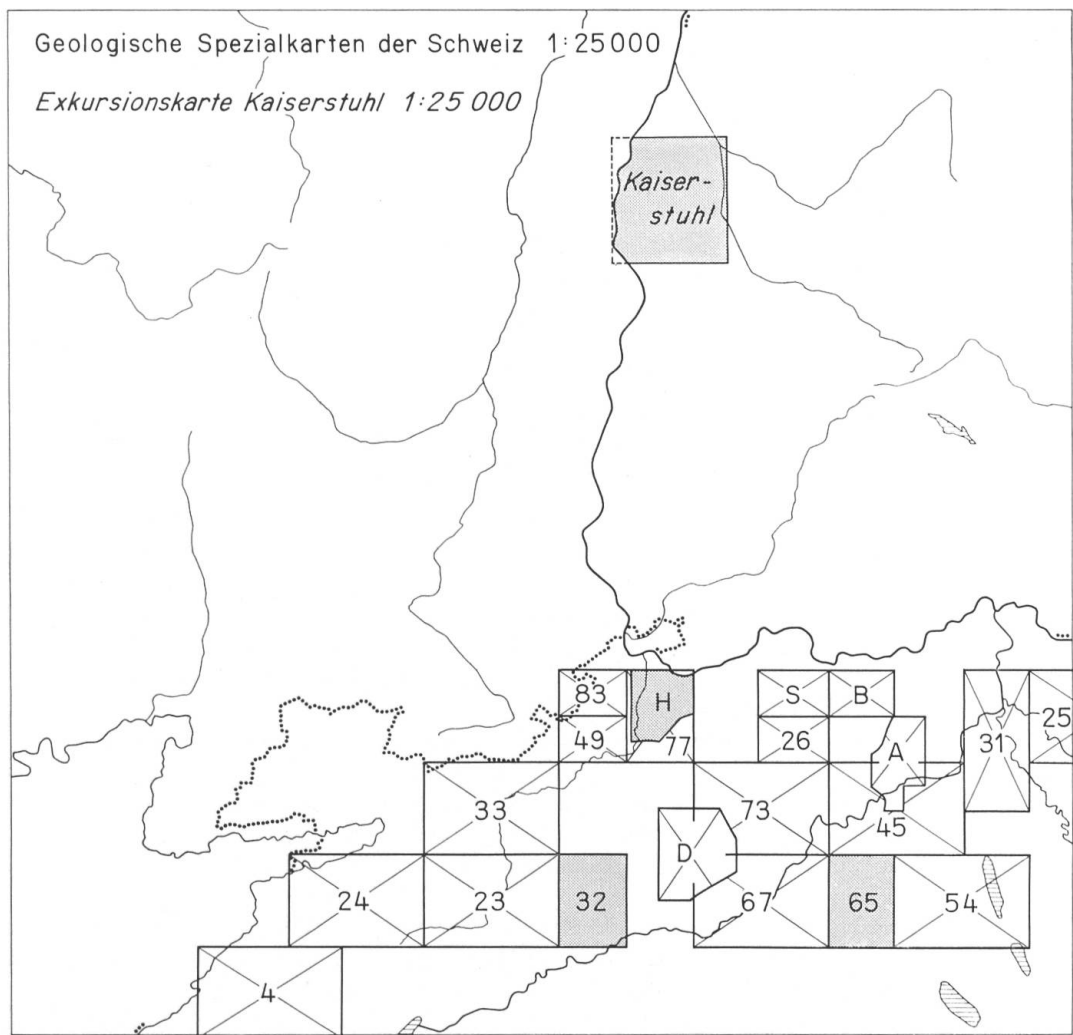 Geologische Spezialkarten der Schweiz 1:25000
Exkursionskarte Kaiserstuhl 1:25 000
Kaiser-
stuhl
83 H S B
49 77 26 A 31 25
33 73 45
D
24 23 32 67 65 54
4